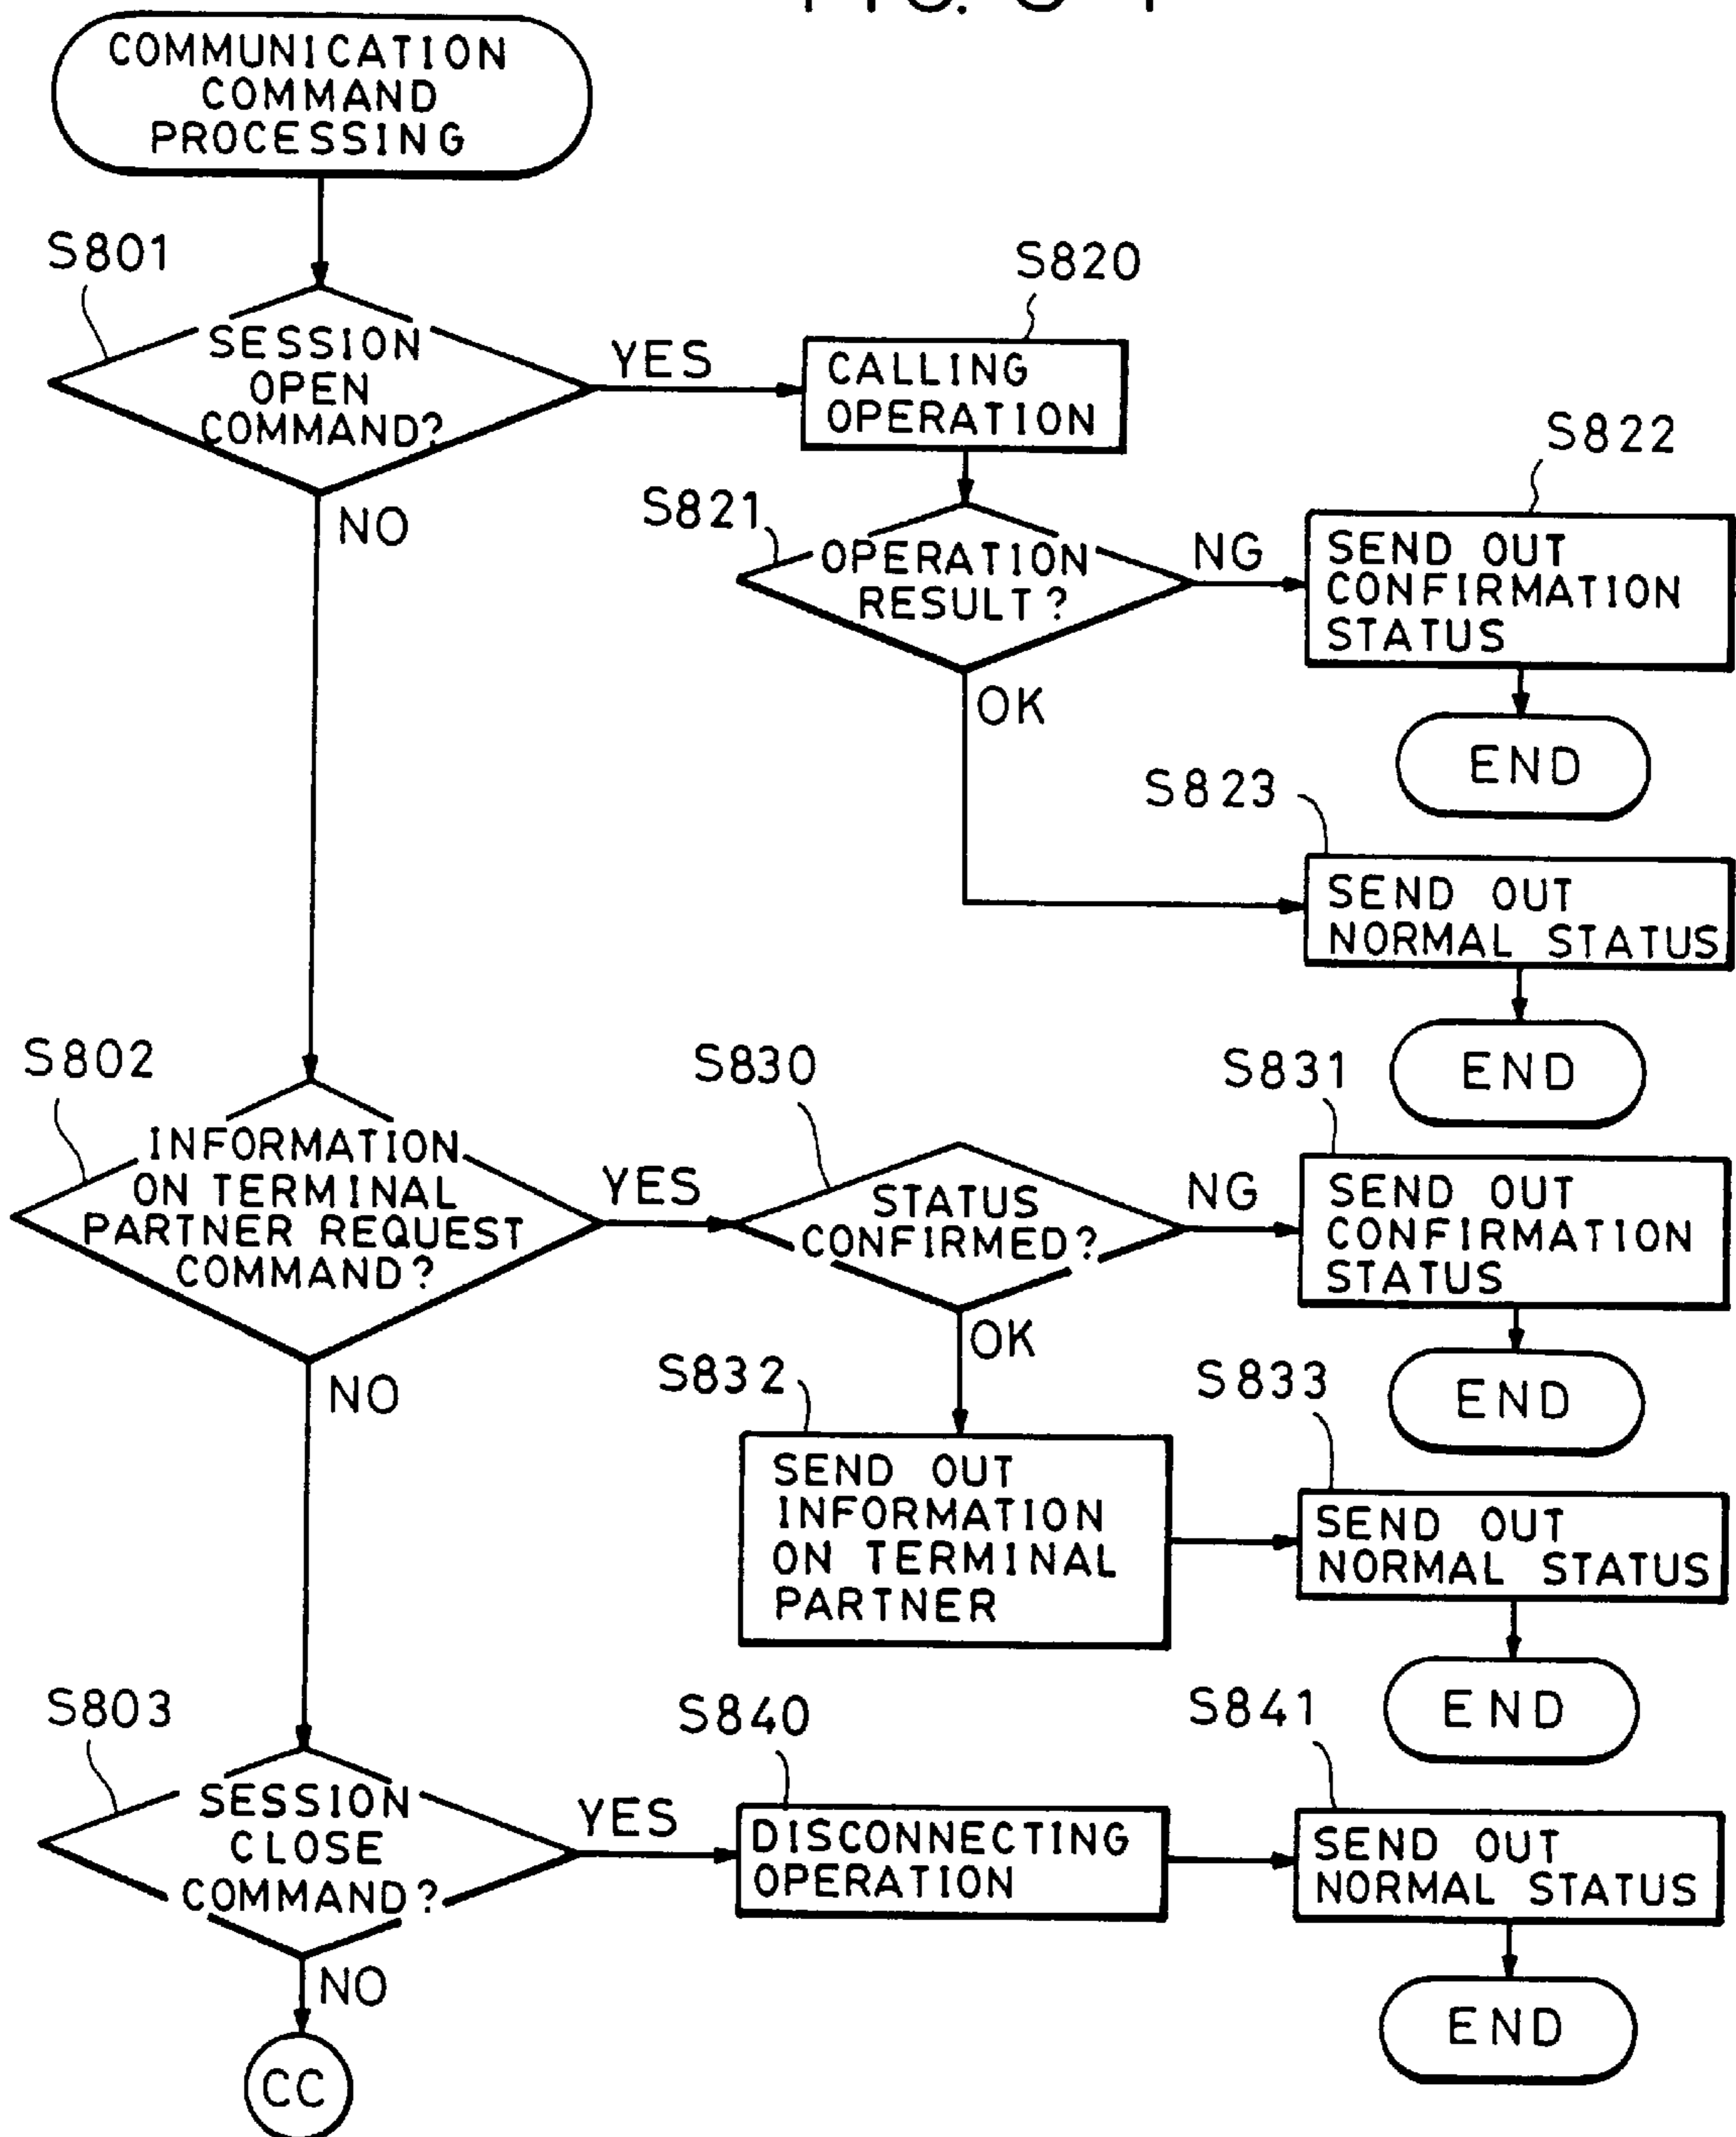 COMMUNICATION
COMMAND
PROCESSING
S801
SESSION
OPEN
COMMAND?
YES
NO
S820
CALLING
OPERATION
S821
OPERATION
RESULT?
NG
OK
S822
SEND OUT
CONFIRMATION
STATUS
END
S823
SEND OUT
NORMAL STATUS
END
S802
INFORMATION
ON TERMINAL
PARTNER REQUEST
COMMAND?
YES
NO
S830
STATUS
CONFIRMED?
NG
OK
S831
SEND OUT
CONFIRMATION
STATUS
END
S832
SEND OUT
INFORMATION
ON TERMINAL
PARTNER
S833
SEND OUT
NORMAL STATUS
END
S803
SESSION
CLOSE
COMMAND?
YES
NO
S840
DISCONNECTING
OPERATION
S841
SEND OUT
NORMAL STATUS
END
CC